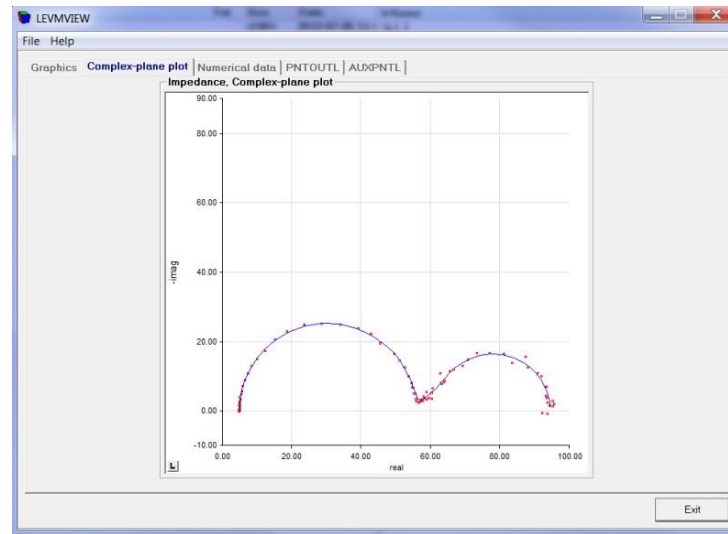 LEVMVIEW
File Help
Graphics Complex-plane plot Numerical data PNTOUTL AUXPNTL
Impedance, Complex-plane plot
90.00
80.00
60.00
40.00
20.00
0.00
-10.00
-imag
0.00 20.00 40.00 60.00 80.00 100.00
real
L
Exit